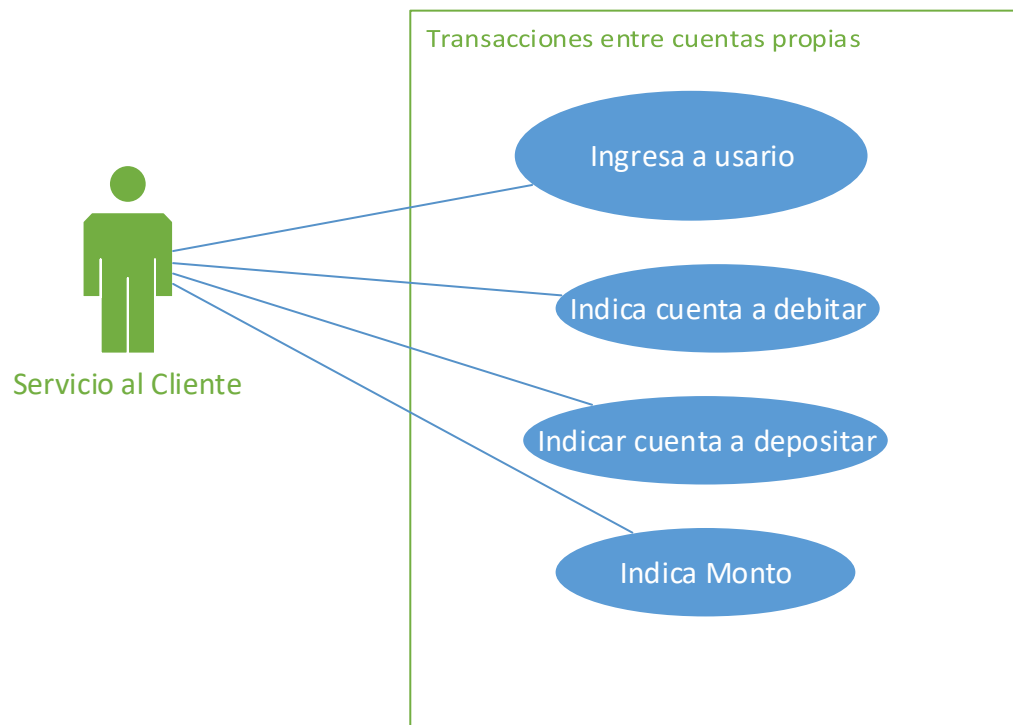 Transacciones entre cuentas propias
Ingresa a usario
Indica cuenta a debitar
Servicio al Cliente
Indicar cuenta a depositar
Indica Monto